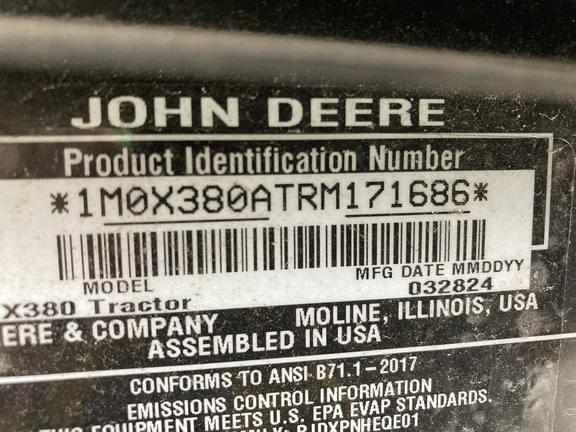 JOHN DEERE
Product Identification Number
*1M0X380ATRM171686*
MODEL MFG DATE MMDDYY
X380 Tractor 032824
ERE & COMPANY MOLINE, ILLINOIS, USA
ASSEMBLED IN USA
CONFORMS TO ANSI B71.1-2017
EMISSIONS CONTROL INFORMATION
THIS EQUIPMENT MEETS U.S. EPA EVAP STANDARDS.